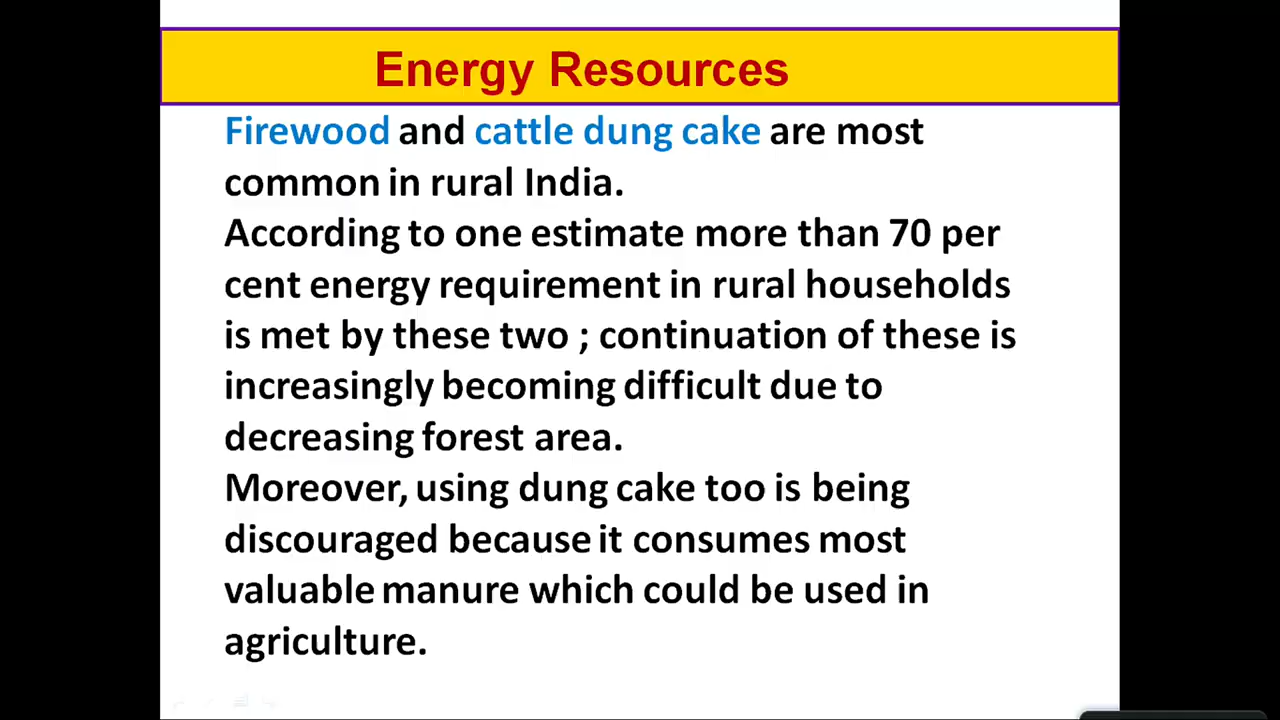 Energy Resources
Firewood and cattle dung cake are most
common in rural India.
According to one estimate more than 70 per
cent energy requirement in rural households
is met by these two ; continuation of these is
increasingly becoming difficult due to
decreasing forest area.
Moreover, using dung cake too is being
discouraged because it consumes most
valuable manure which could be used in
agriculture.